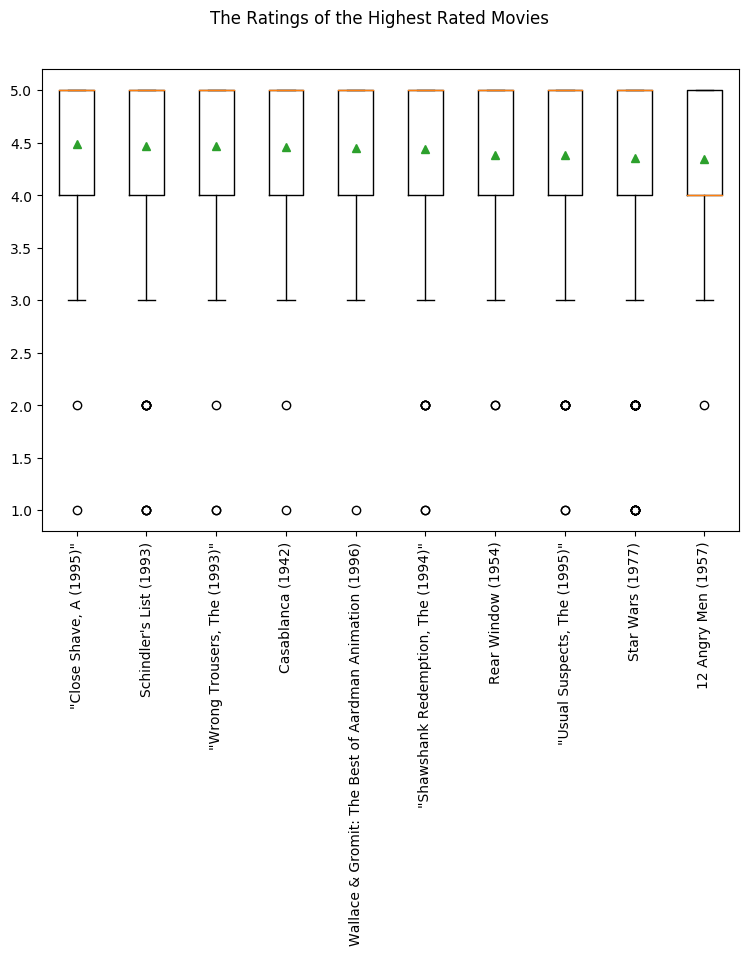 The Ratings of the Highest Rated Movies
5.0
4.5
4.0
3.5
3.0
2.5
2.0
1.5
1.0
"Close Shave, A (1995)"
Schindler's List (1993)
"Wrong Trousers, The (1993)"
Casablanca (1942)
Wallace & Gromit: The Best of Aardman Animation (1996)
"Shawshank Redemption, The (1994)"
Rear Window (1954)
"Usual Suspects, The (1995)"
Star Wars (1977)
12 Angry Men (1957)